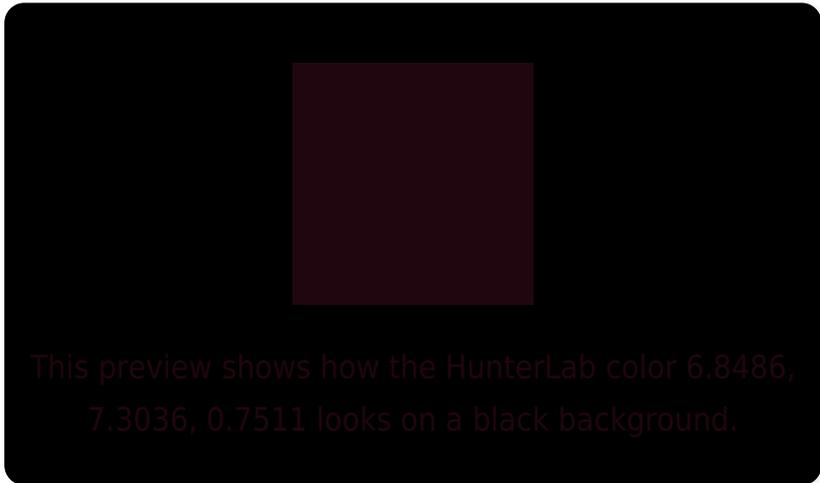 This preview shows how the HunterLab color 6.8486,
7.3036, 0.7511 looks on a black background.